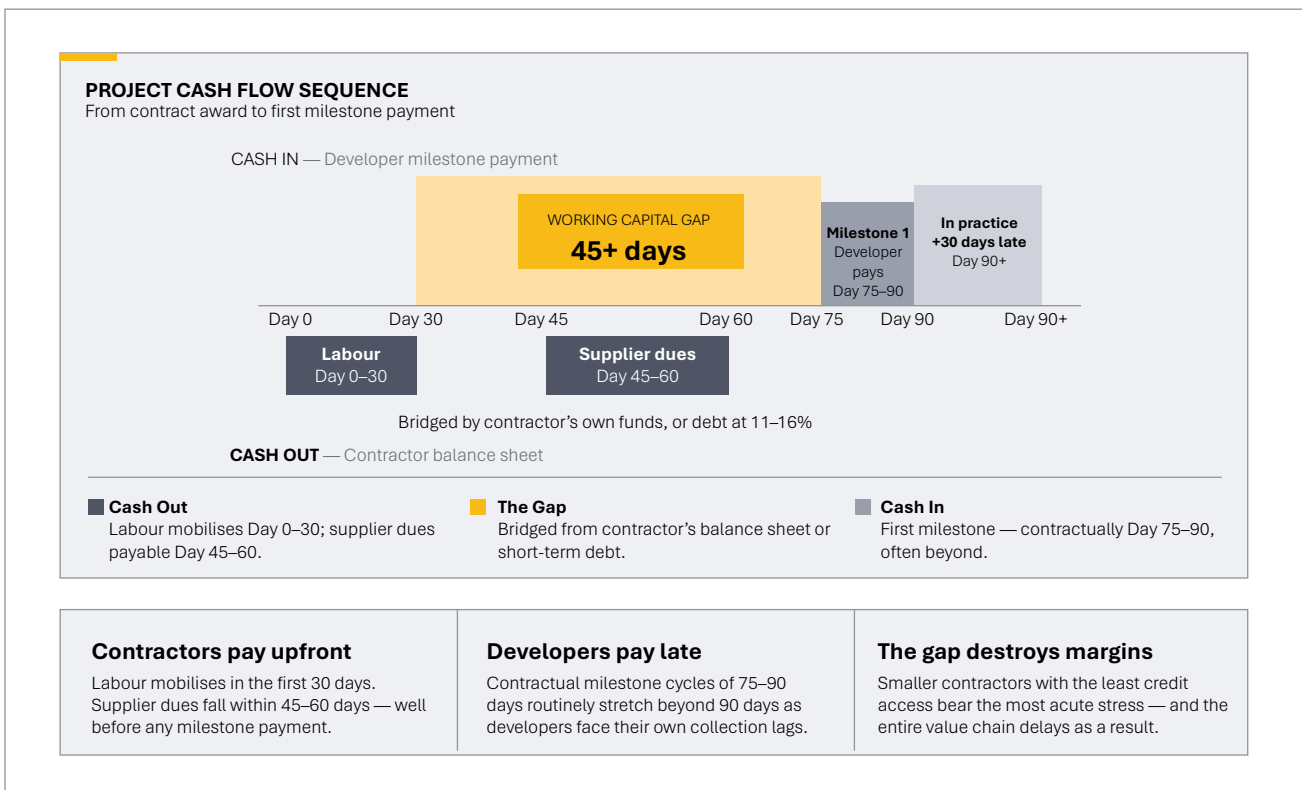 PROJECT CASH FLOW SEQUENCE
From contract award to first milestone payment
CASH IN — Developer milestone payment
WORKING CAPITAL GAP
45+ days
Milestone 1
Developer
pays
Day 75–90
In practice
+30 days late
Day 90+
Day 0
Day 30
Day 45
Day 60
Day 75
Day 90
Day 90+
Labour
Day 0–30
Supplier dues
Day 45–60
Bridged by contractor’s own funds, or debt at 11–16%
CASH OUT — Contractor balance sheet
Cash Out
Labour mobilises Day 0–30; supplier dues
payable Day 45–60.
The Gap
Bridged from contractor’s balance sheet or
short-term debt.
Cash In
First milestone — contractually Day 75–90,
often beyond.
Contractors pay upfront
Labour mobilises in the first 30 days.
Supplier dues fall within 45–60 days — well
before any milestone payment.
Developers pay late
Contractual milestone cycles of 75–90
days routinely stretch beyond 90 days as
developers face their own collection lags.
The gap destroys margins
Smaller contractors with the least credit
access bear the most acute stress — and the
entire value chain delays as a result.